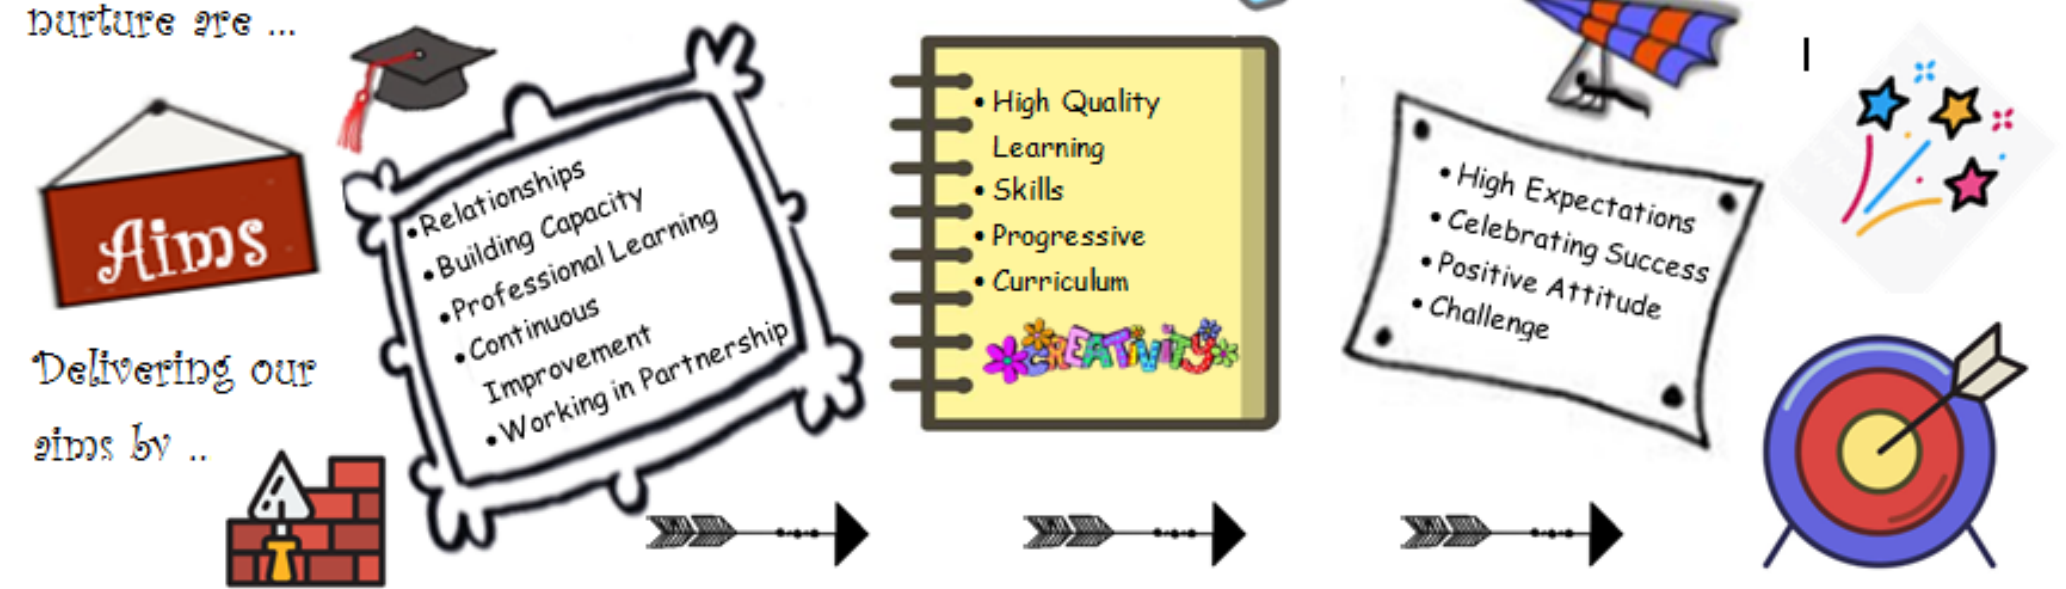 nurture are ...
Aims
Delivering our
aims by ..
•Relationships
•Building Capacity
•Professional Learning
•Continuous
Improvement
•Working in Partnership
• High Quality
Learning
• Skills
• Progressive
• Curriculum
CREATIVITY
• High Expectations
• Celebrating Success
• Positive Attitude
• Challenge
l